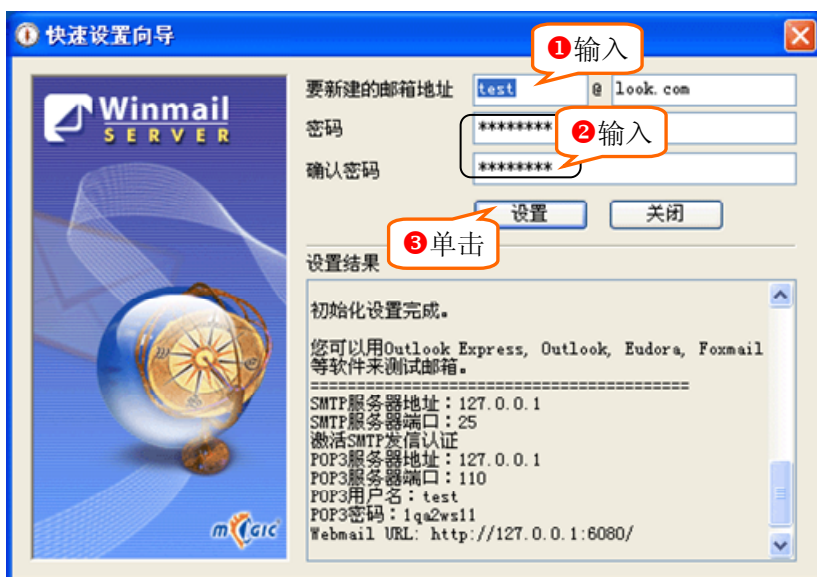 快速设置向导
❶输入
Winmail
SERVER
要新建的邮箱地址 test @ look.com
密码 ********
❷输入
确认密码 ********
设置 关闭
❸单击
设置结果
初始化设置完成。
您可以用Outlook Express, Outlook, Eudora, Foxmail
等软件来测试邮箱。
=========================================
SMTP服务器地址：127.0.0.1
SMTP服务器端口：25
激活SMTP发信认证
POP3服务器地址：127.0.0.1
POP3服务器端口：110
POP3用户名：test
POP3密码：1qa2ws11
Webmail URL: http://127.0.0.1:6080/
magic